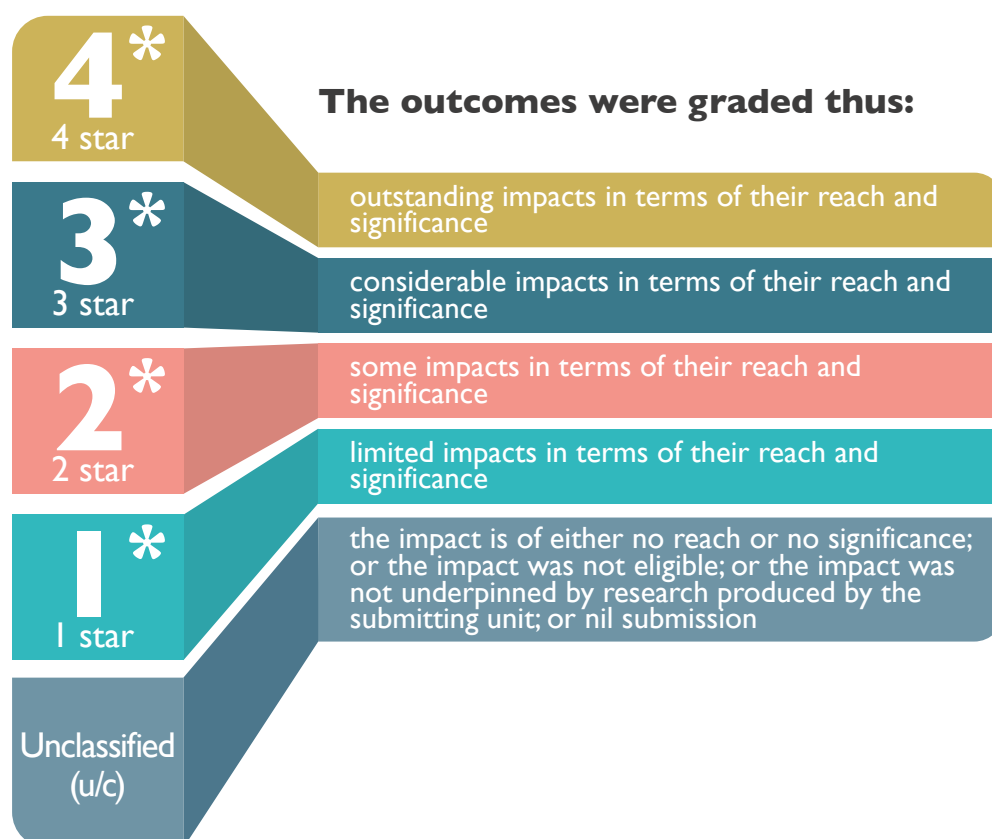 4*
4 star
The outcomes were graded thus:
outstanding impacts in terms of their reach and
significance
3*
3 star
considerable impacts in terms of their reach and
significance
2*
2 star
some impacts in terms of their reach and
significance
1*
1 star
limited impacts in terms of their reach and
significance
Unclassified
(u/c)
the impact is of either no reach or no significance;
or the impact was not eligible; or the impact was
not underpinned by research produced by the
submitting unit; or nil submission